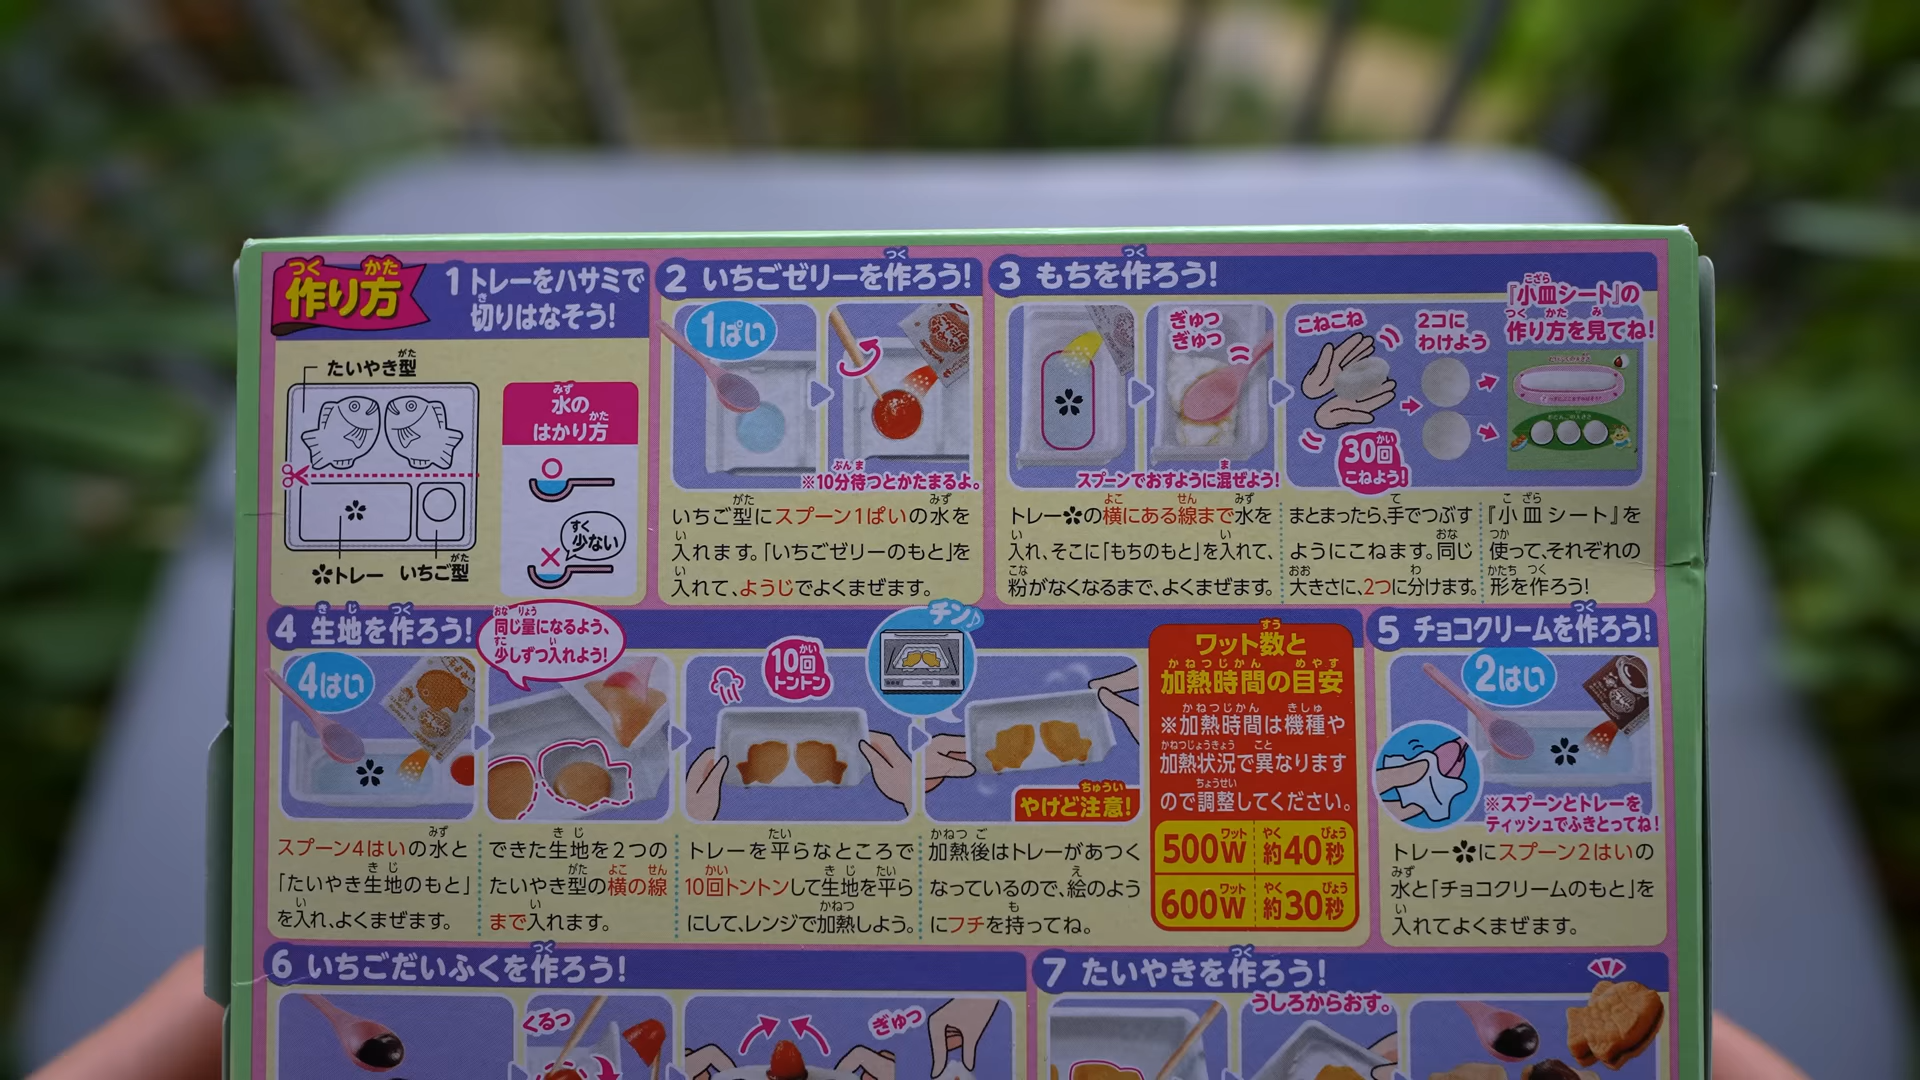 作り方
1 トレーをハサミで
切りはなそう!
たいやき型
水の
はかり方
少ない
トレー
いちご型
2 いちごゼリーを作ろう!
1ぱい
※10分待つとかたまるよ。
いちご型にスプーン1ぱいの水を
入れます。「いちごゼリーのもと」を
入れて、ようじでよくまぜます。
3 もちを作ろう!
ぎゅっ
ぎゅっ
スプーンでおすように混ぜよう!
こねこね
30回
こねよう!
2コに
わけよう
『小皿シート』の
作り方を見てね!
トレー✿の横にある線まで水を
入れ、そこに「もちのもと」を入れて、
粉がなくなるまで、よくまぜます。
まとまったら、手でつぶす
ようにこねます。同じ
大きさに、2つに分けます。
『小皿シート』を
使って、それぞれの
形を作ろう!
4 生地を作ろう!
同じ量になるよう、
少しずつ入れよう!
4はい
10回
トントン
チン♪
やけど注意!
スプーン4はいの水と
「たいやき生地のもと」
を入れ、よくまぜます。
できた生地を2つの
たいやき型の横の線
まで入れます。
トレーを平らなところで
10回トントンして生地を平ら
にして、レンジで加熱しよう。
加熱後はトレーがあつく
なっているので、絵のよう
にフチを持ってね。
ワット数と
加熱時間の目安
※加熱時間は機種や
加熱状況で異なります
ので調整してください。
500W 約40秒
600W 約30秒
5 チョコクリームを作ろう!
2はい
※スプーンとトレーを
ティッシュでふきとってね!
トレー✿にスプーン2はいの
水と「チョコクリームのもと」を
入れてよくまぜます。
6 いちごだいふくを作ろう!
くるっ
ぎゅっ
7 たいやきを作ろう!
うしろからおす。